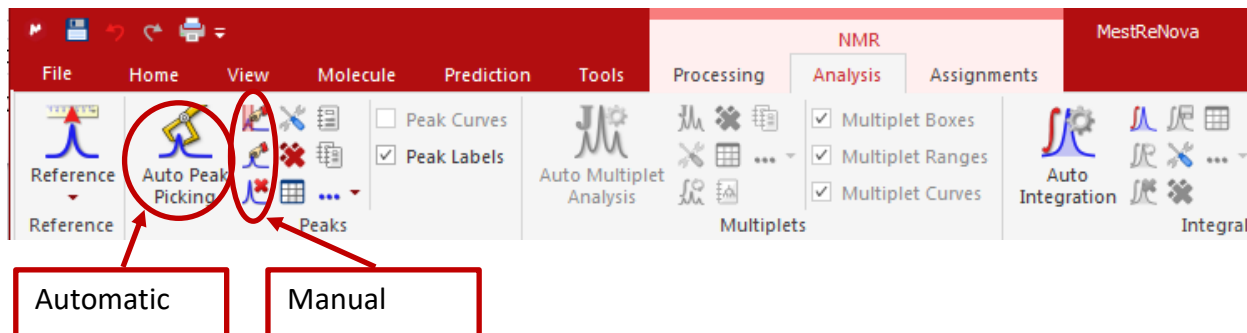 NMR
MestReNova
File Home View Molecule Prediction Tools Processing Analysis Assignments
Reference
Reference
Auto Peak
Picking
Peak Curves
Peak Labels
Peaks
Auto Multiplet
Analysis
Multiplet Boxes
Multiplet Ranges
Multiplet Curves
Multiplets
Auto
Integration
Integral
Automatic
Manual